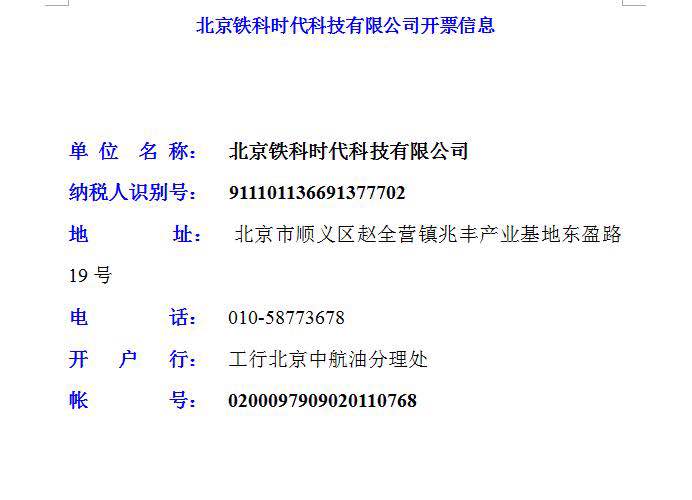 北京铁科时代科技有限公司开票信息
单 位 名 称： 北京铁科时代科技有限公司
纳税人识别号： 911101136691377702
地 址： 北京市顺义区赵全营镇兆丰产业基地东盈路
19 号
电 话： 010-58773678
开 户 行： 工行北京中航油分理处
帐 号： 0200097909020110768